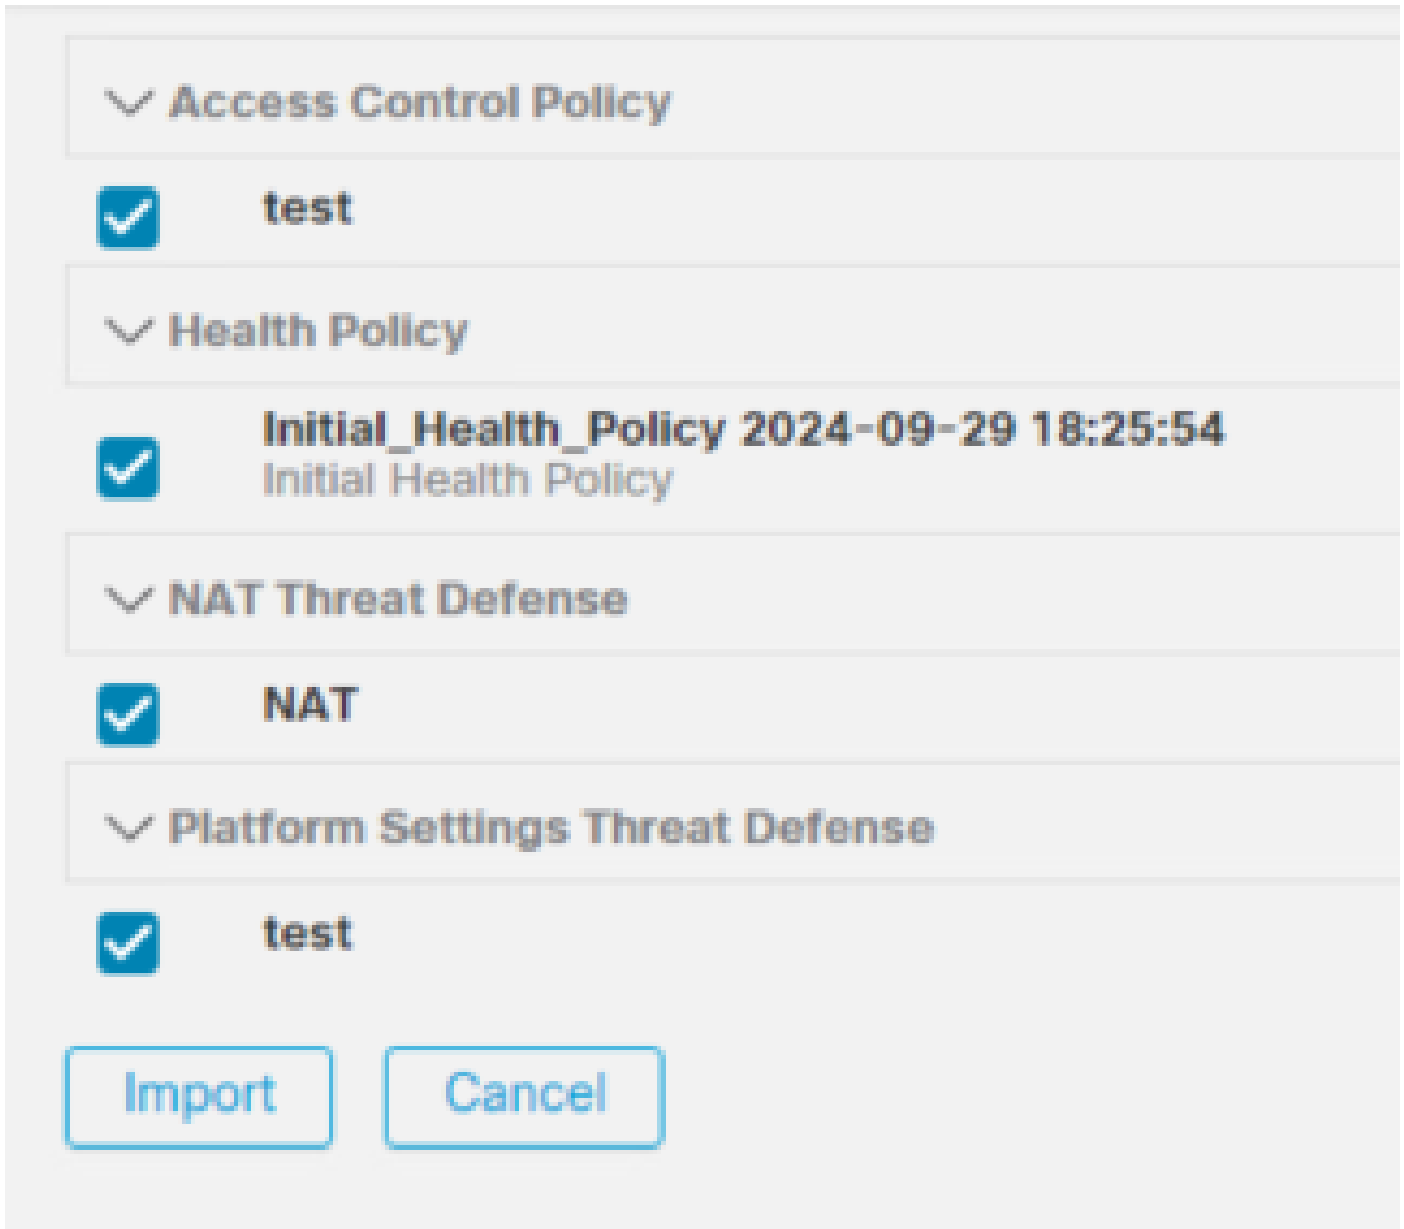 Access Control Policy
test
Health Policy
Initial_Health_Policy 2024-09-29 18:25:54
Initial Health Policy
NAT Threat Defense
NAT
Platform Settings Threat Defense
test
Import Cancel